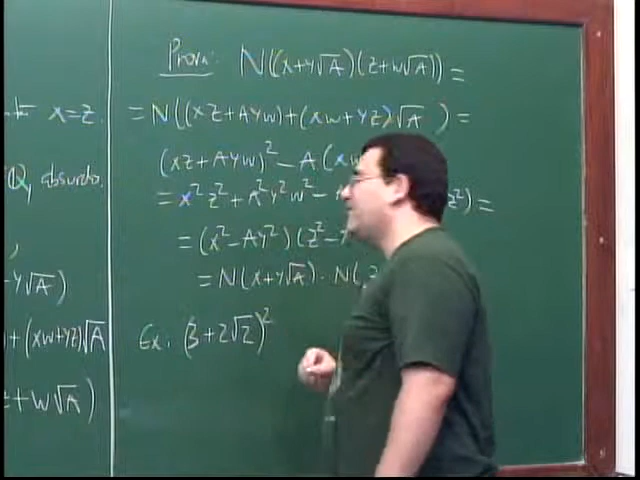 x=z.
Q, absurdo.
-y√A)
+(xw+yz)√A
+w√A)
Prova: N((x+y√A)(z+w√A))=
=N((xz+Ayw)+(xw+yz)√A)=
(xz+Ayw)²-A(xw
=x²z²+A²y²w²- z²)=
=(x²-Ay²)(z²-
=N(x+y√A)·N(
Ex. (3+2√2)²